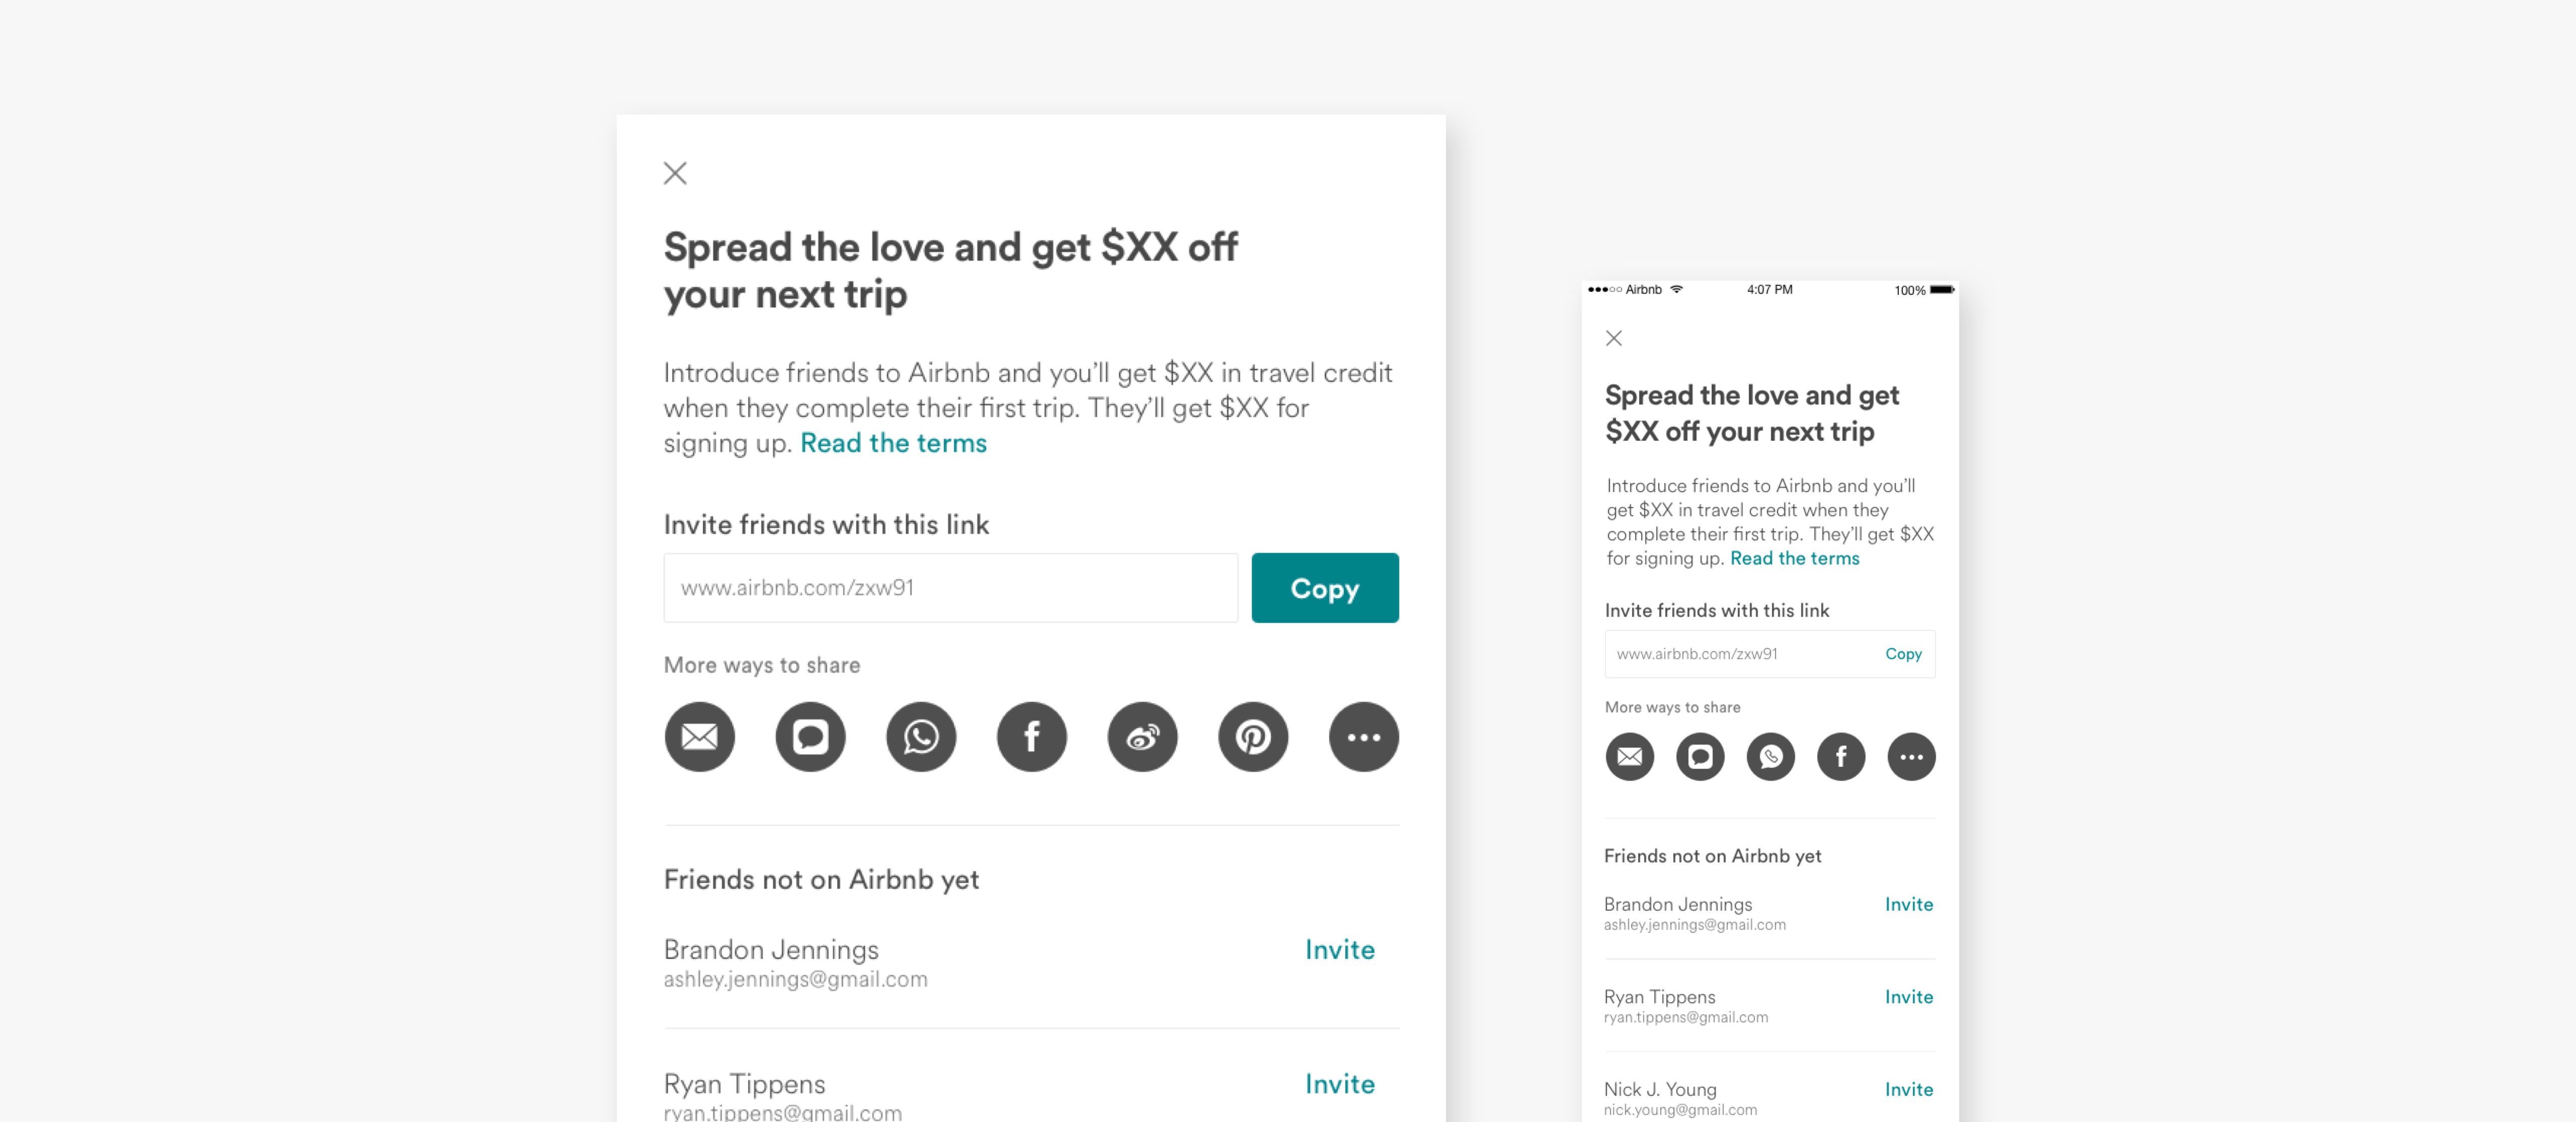 Spread the love and get $XX off
your next trip
Introduce friends to Airbnb and you’ll get $XX in travel credit
when they complete their first trip. They’ll get $XX for
signing up. Read the terms
Invite friends with this link
www.airbnb.com/zxw91
Copy
More ways to share
Friends not on Airbnb yet
Brandon Jennings
Invite
ashley.jennings@gmail.com
Ryan Tippens
Invite
ryan.tippens@gmail.com
Airbnb
4:07 PM
100%
Spread the love and get
$XX off your next trip
Introduce friends to Airbnb and you’ll
get $XX in travel credit when they
complete their first trip. They’ll get $XX
for signing up. Read the terms
Invite friends with this link
www.airbnb.com/zxw91
Copy
More ways to share
Friends not on Airbnb yet
Brandon Jennings
Invite
ashley.jennings@gmail.com
Ryan Tippens
Invite
ryan.tippens@gmail.com
Nick J. Young
Invite
nick.young@gmail.com